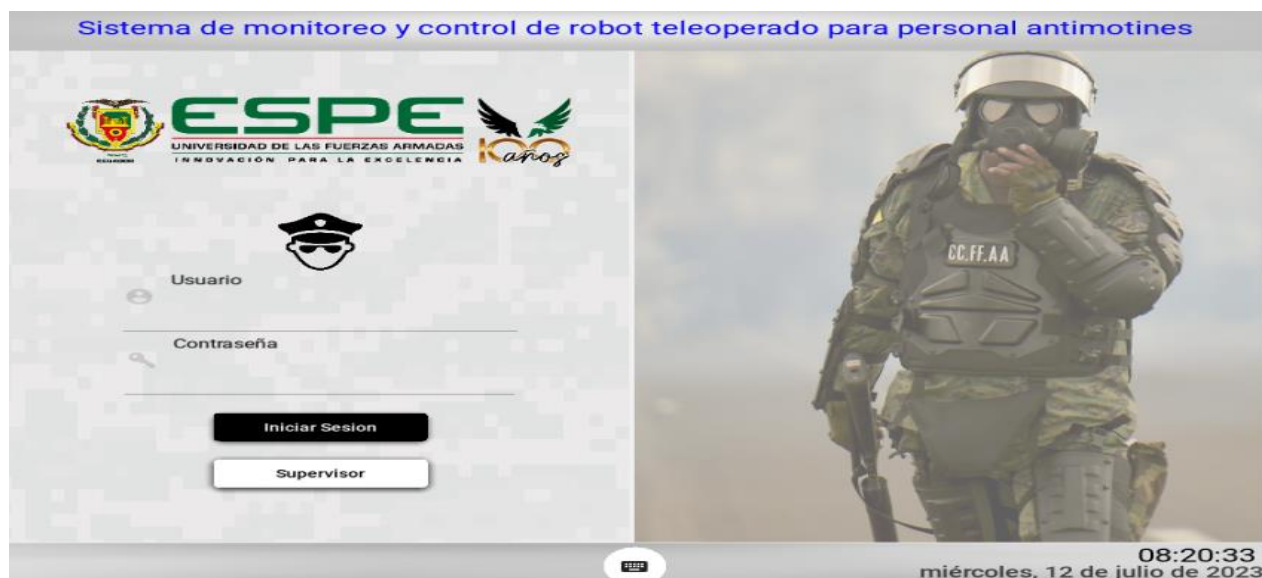 Sistema de monitoreo y control de robot teleoperado para personal antimotines
ESPE
UNIVERSIDAD DE LAS FUERZAS ARMADAS
INNOVACIÓN PARA LA EXCELENCIA
ECUADOR
100 años
Usuario
Contraseña
Iniciar Sesion
Supervisor
CC.FF.AA
08:20:33
miércoles, 12 de julio de 2023